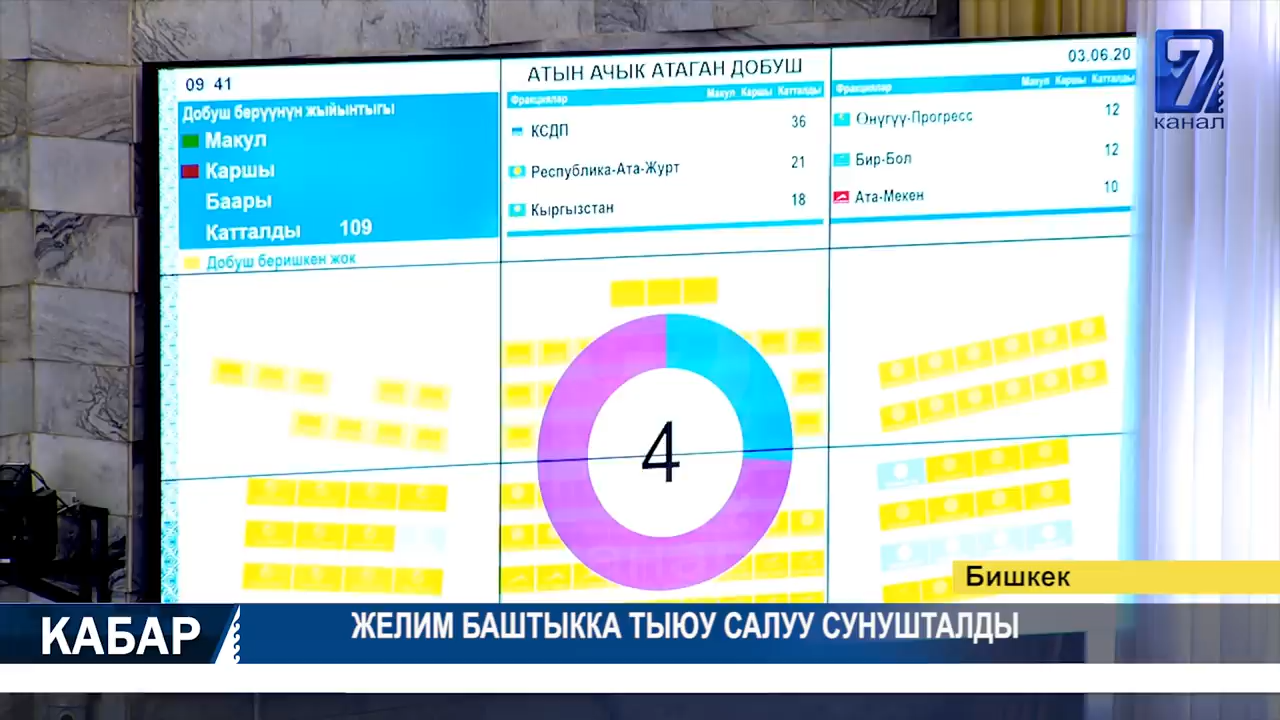 09 41
Добуш берүүнүн жыйынтыгы
Макул
Каршы
Баары
Катталды 109
Добуш беришкен жок
АТЫН АЧЫК АТАГАН ДОБУШ
Фракциялар Макул Каршы Катталды
КСДП 36
Республика-Ата-Журт 21
Кыргызстан 18
03.06.20
Фракциялар Макул Каршы Катталды
Өнүгүү-Прогресс 12
Бир-Бол 12
Ата-Мекен 10
4
7
канал
Бишкек
КАБАР
ЖЕЛИМ БАШТЫККА ТЫЮУ САЛУУ СУНУШТАЛДЫ